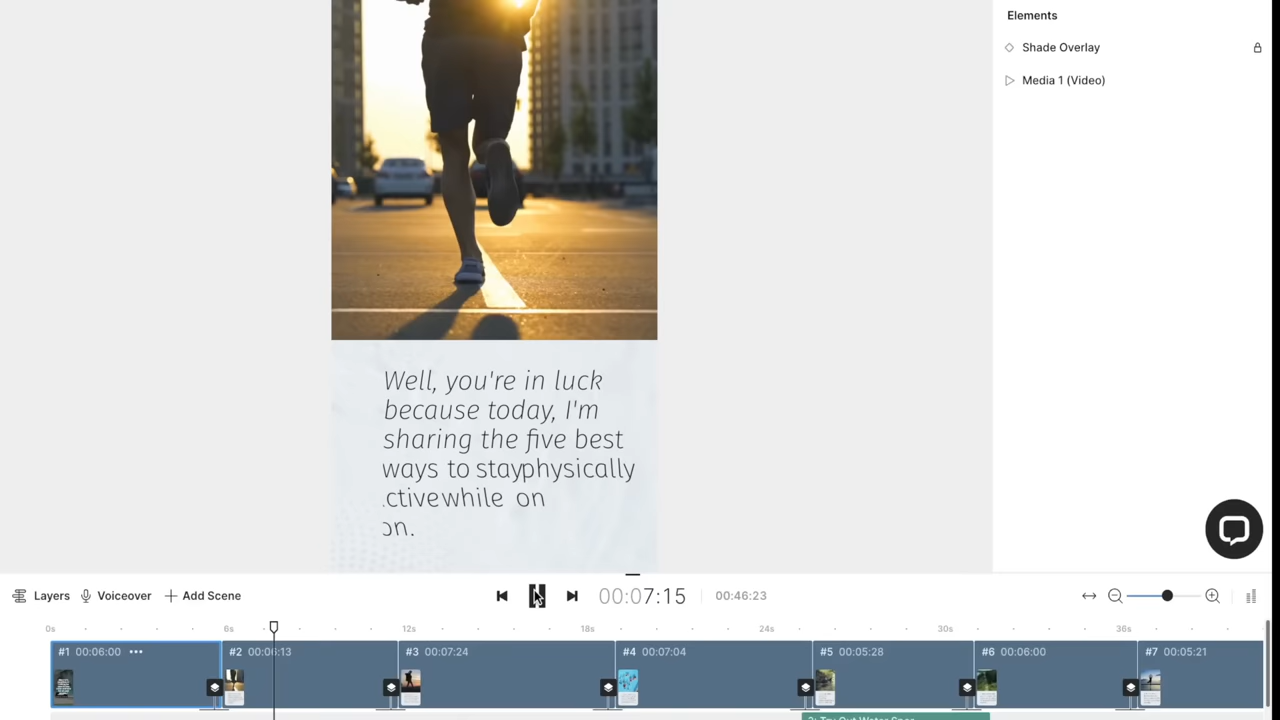 Elements
Shade Overlay
Media 1 (Video)
Well, you're in luck
because today, I'm
sharing the five best
ways to stayphysically
ctivewhile on
on.
Layers
Voiceover
Add Scene
00:07:15
00:46:23
0s 6s 12s 18s 24s 30s 36s
#1 00:06:00 #2 00:06:13 #3 00:07:24 #4 00:07:04 #5 00:05:28 #6 00:06:00 #7 00:05:21